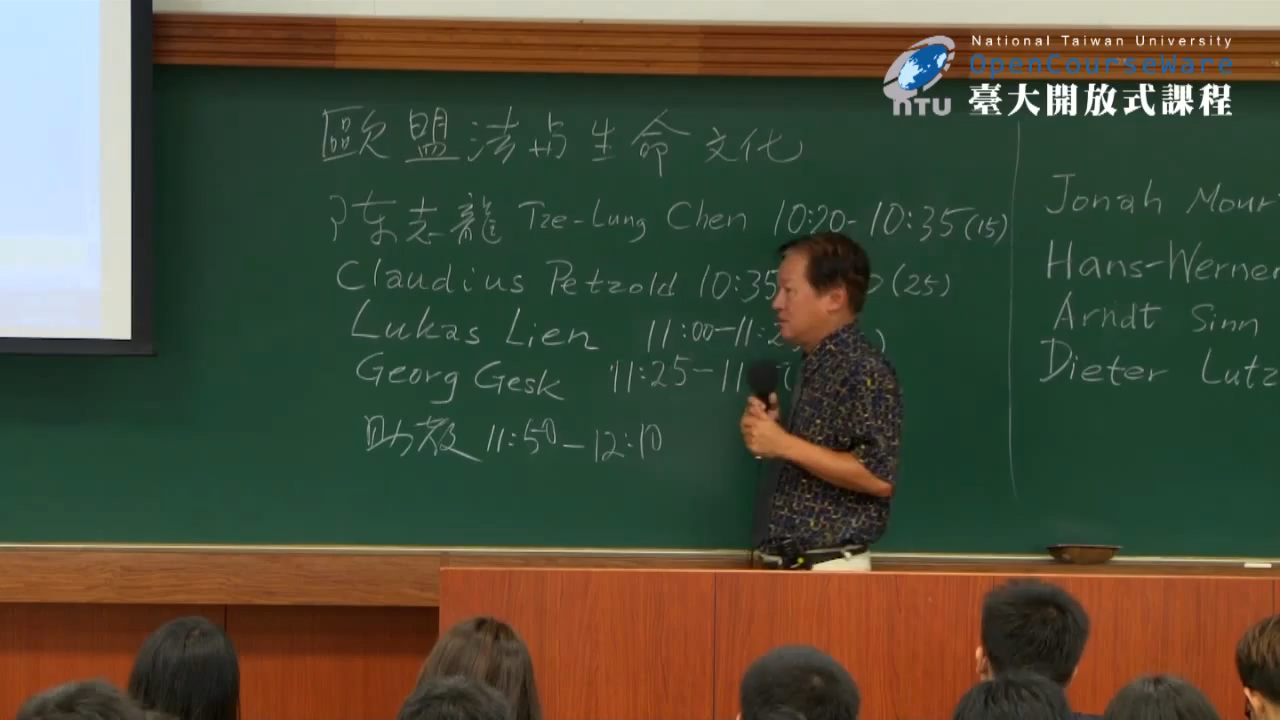 National Taiwan University
OpenCourseWare
NTU 臺大開放式課程
歐盟法与生命文化
陈志龍 Tze-Lung Chen 10:20-10:35(15)
Claudius Petzold 10:35 (25)
Lukas Lien 11:00-11:2
Georg Gesk 11:25-11
助教 11:50-12:10
Jonah Mour
Hans-Werner
Arndt Sinn
Dieter Lutz